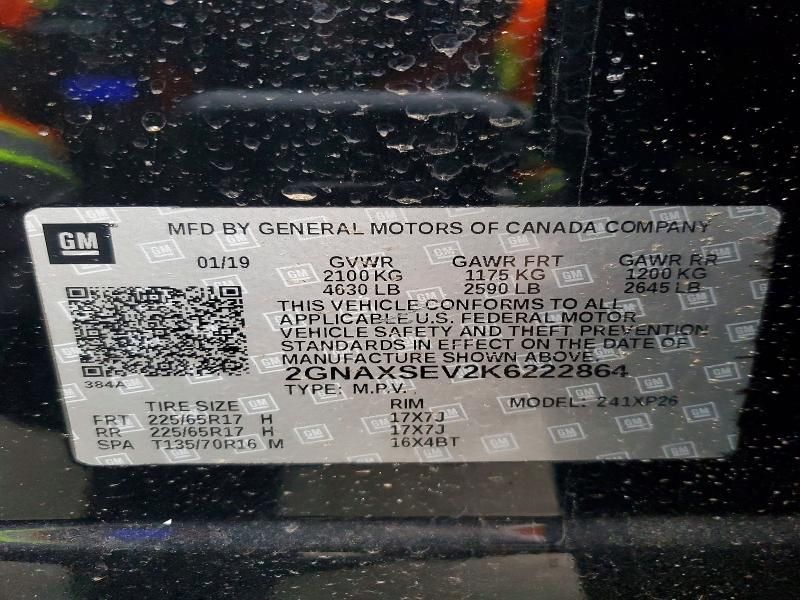 GM
MFD BY GENERAL MOTORS OF CANADA COMPANY
01/19 GVWR GAWR FRT GAWR RR
2100 KG 1175 KG 1200 KG
4630 LB 2590 LB 2645 LB
THIS VEHICLE CONFORMS TO ALL
APPLICABLE U.S. FEDERAL MOTOR
VEHICLE SAFETY AND THEFT PREVENTION
STANDARDS IN EFFECT ON THE DATE OF
MANUFACTURE SHOWN ABOVE
384A 2GNAXSEV2K6222864
TYPE: M.P.V. MODEL: Z41XP26
TIRE SIZE RIM
FRT 225/65R17 H 17X7J
RR 225/65R17 H 17X7J
SPA T135/70R16 M 16X4BT